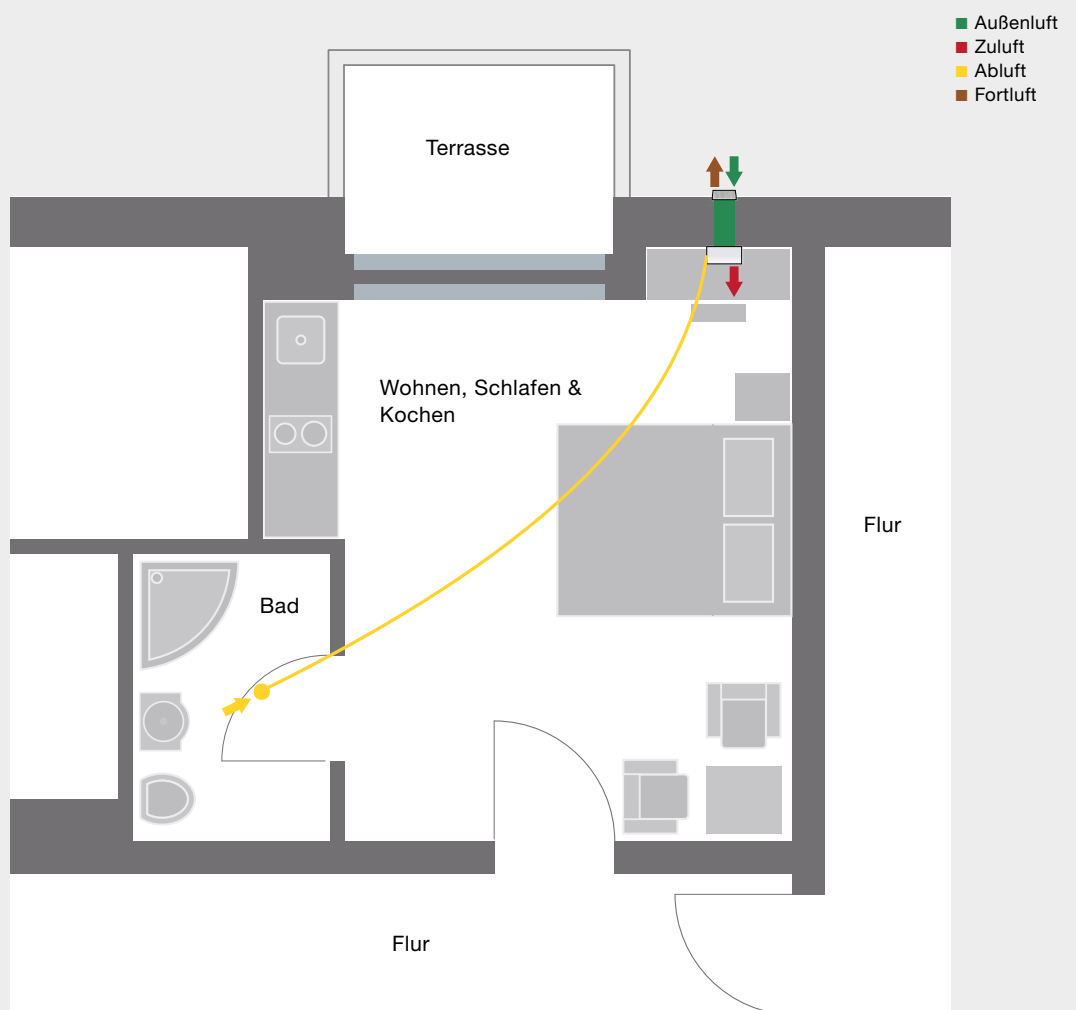 Außenluft
Zuluft
Abluft
Fortluft
Terrasse
Wohnen, Schlafen &
Kochen
Flur
Bad
Flur